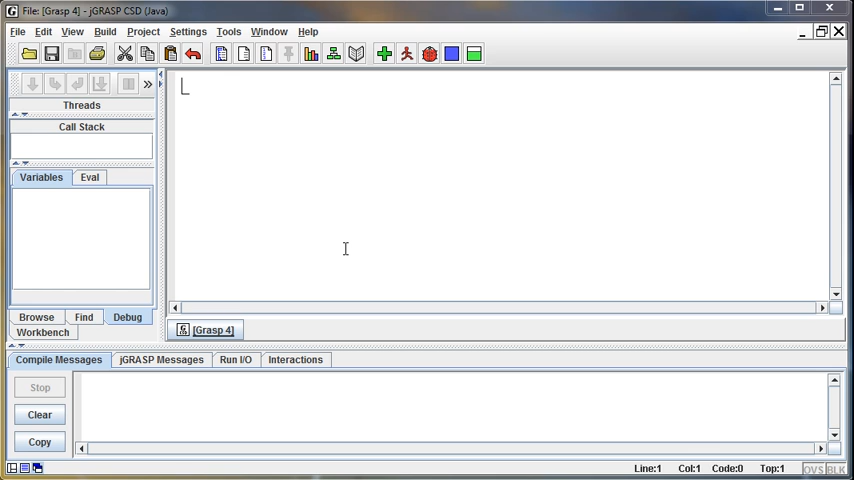 File: [Grasp 4] - jGRASP CSD (Java)
File Edit View Build Project Settings Tools Window Help
Threads
Call Stack
Variables Eval
Browse Find Debug
Workbench
[Grasp 4]
Compile Messages jGRASP Messages Run I/O Interactions
Stop
Clear
Copy
Line:1 Col:1 Code:0 Top:1 OVS BLK